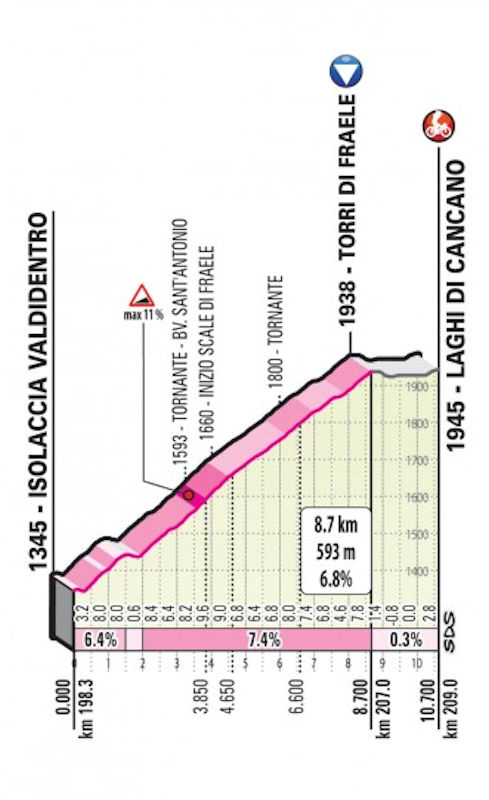 1345 - ISOLACCIA VALDIDENTRO
max 11%
1593 - TORNANTE - BV. SANT'ANTONIO
1660 - INIZIO SCALE DI FRAELE
1800 - TORNANTE
1938 - TORRI DI FRAELE
1945 - LAGHI DI CANCANO
1900
1800
1700
1600
1500
1400
8.7 km
593 m
6.8%
3.2 8.0 8.0 0.6 8.4 6.4 8.2 9.6 9.0 6.8 6.4 6.8 8.0 7.4 6.8 4.6 7.8 1.4 -0.8 0.0 2.8
6.4% 7.4% 0.3%
SDS
0 1 2 3 4 5 6 7 8 9 10
0.000 3.850 4.650 6.600 8.700 10.700
km 198.3 km 207.0 km 209.0